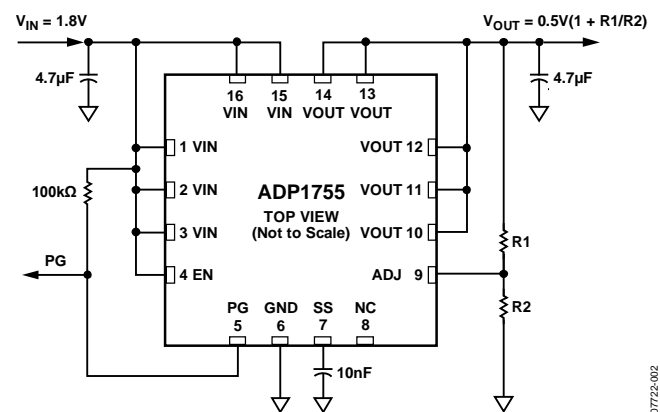 VIN = 1.8V
VOUT = 0.5V(1 + R1/R2)
4.7µF
4.7µF
16 15 14 13
VIN VIN VOUT VOUT
1 VIN
VOUT 12
100kΩ
2 VIN
ADP1755
VOUT 11
TOP VIEW
(Not to Scale)
3 VIN
VOUT 10
R1
PG
4 EN
ADJ 9
R2
PG GND SS NC
5 6 7 8
10nF
07722-002